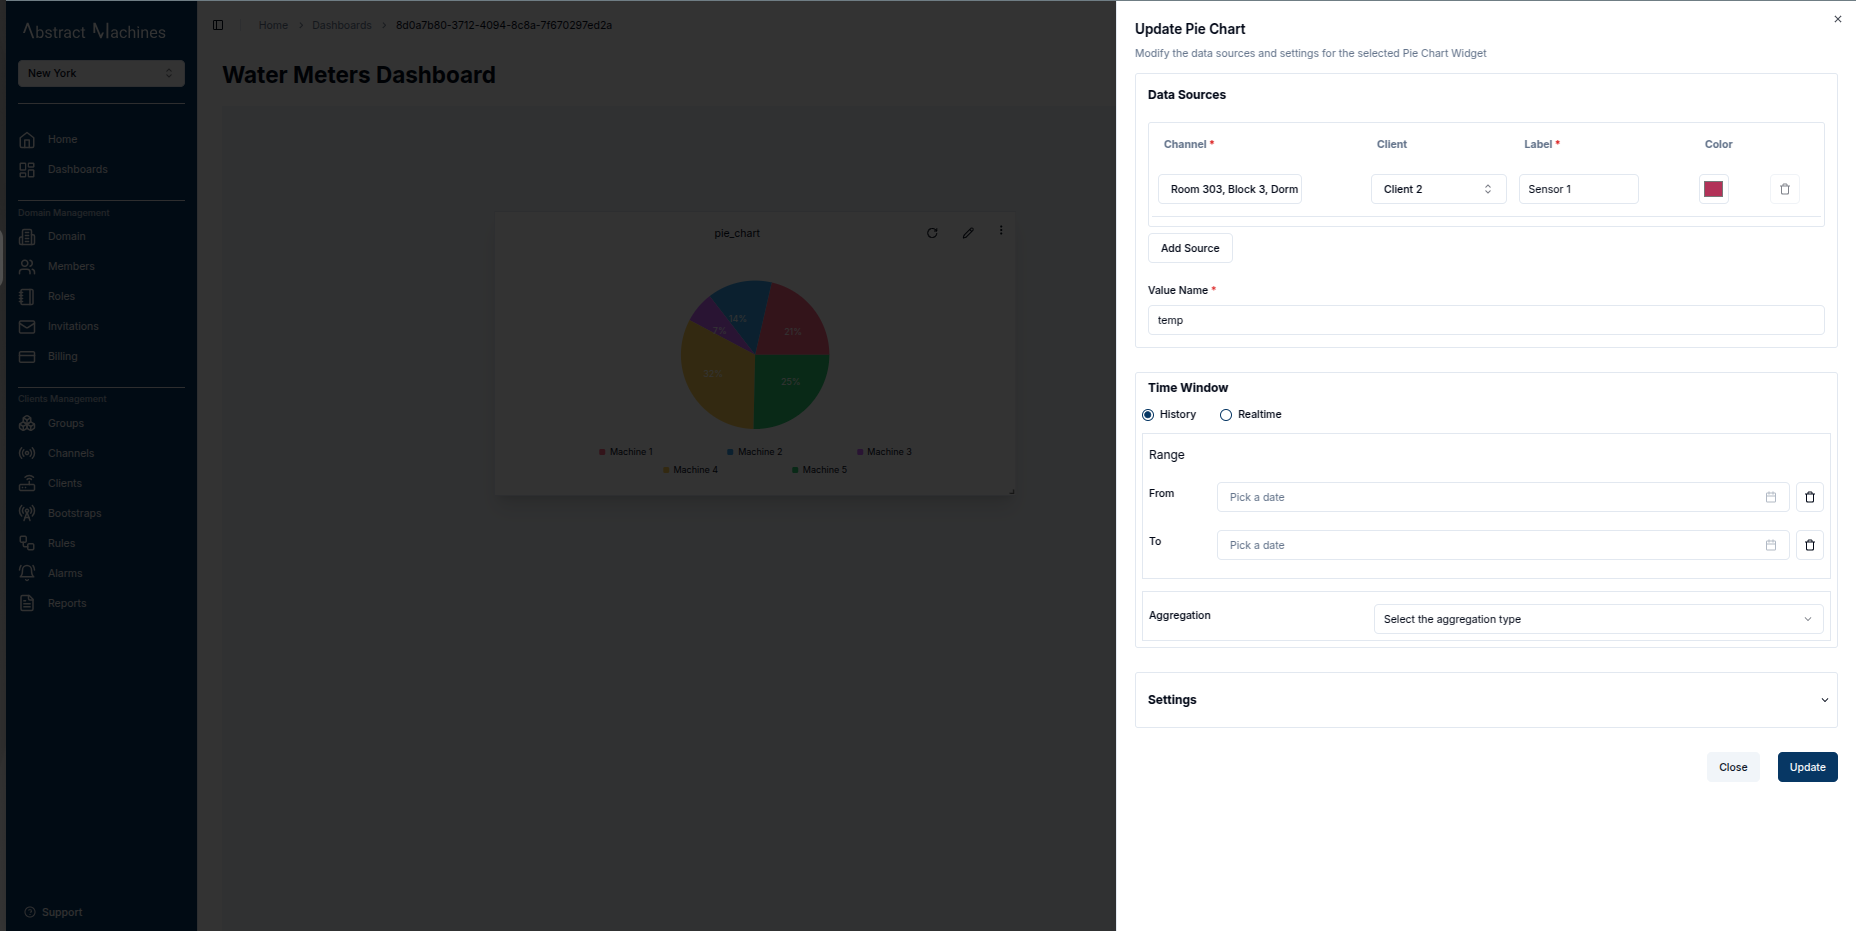 Abstract Machines
New York
Home
Dashboards
Domain Management
Domain
Members
Roles
Invitations
Billing
Clients Management
Groups
Channels
Clients
Bootstraps
Rules
Alarms
Reports
Support
Home > Dashboards > 8d0a7b80-3712-4094-8c8a-7f670297ed2a
Water Meters Dashboard
pie_chart
14%
7%
21%
32%
25%
Machine 1 Machine 2 Machine 3
Machine 4 Machine 5
Update Pie Chart
Modify the data sources and settings for the selected Pie Chart Widget
Data Sources
Channel * Client Label * Color
Room 303, Block 3, Dorm Client 2 Sensor 1
Add Source
Value Name *
temp
Time Window
History Realtime
Range
From Pick a date
To Pick a date
Aggregation Select the aggregation type
Settings
Close Update